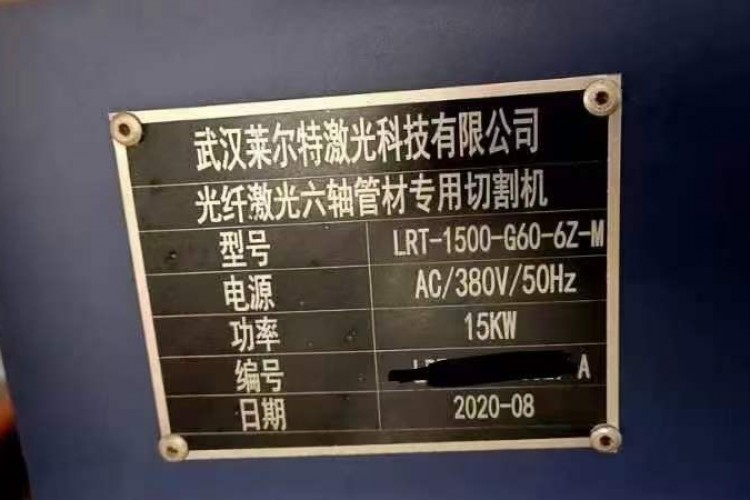 武汉莱尔特激光科技有限公司
光纤激光六轴管材专用切割机
型号 LRT-1500-G60-6Z-M
电源 AC/380V/50Hz
功率 15KW
编号 A
日期 2020-08